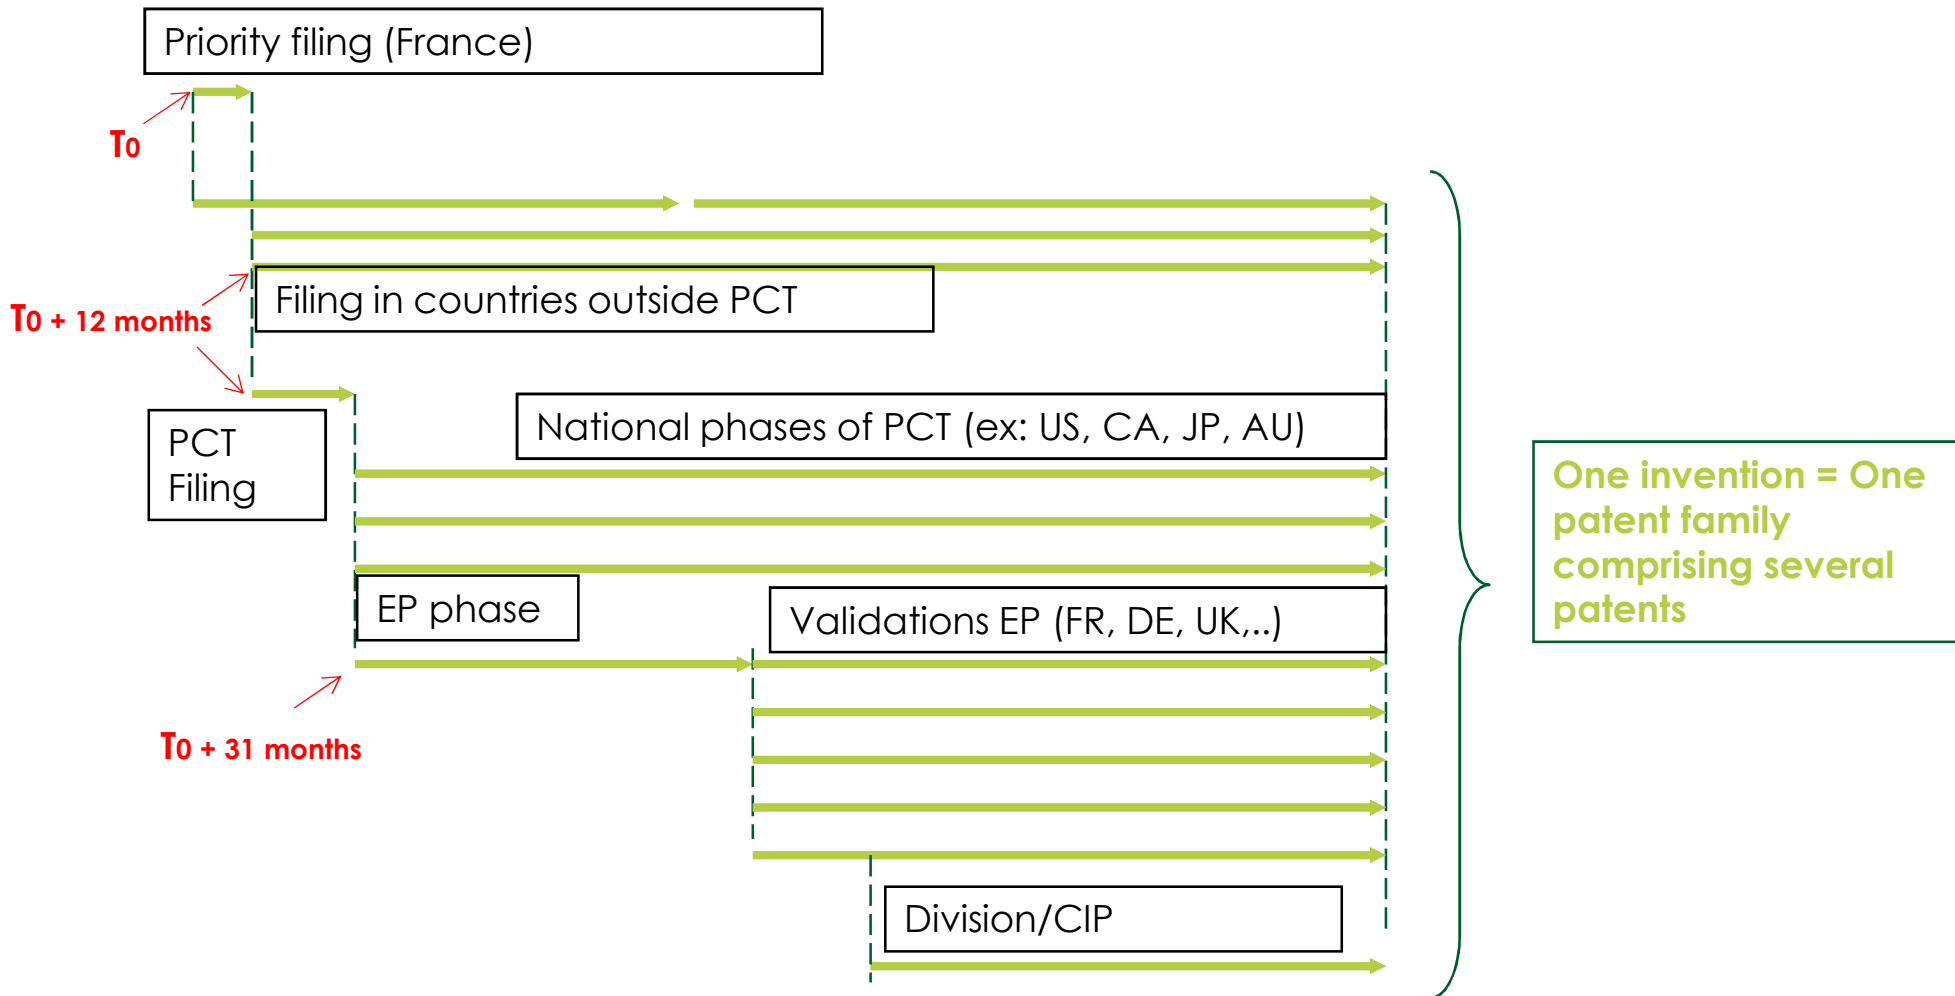 Priority filing (France)
T0
Filing in countries outside PCT
T0 + 12 months
National phases of PCT (ex: US, CA, JP, AU)
PCT
Filing
One invention = One
patent family
comprising several
patents
EP phase
Validations EP (FR, DE, UK,..)
T0 + 31 months
Division/CIP